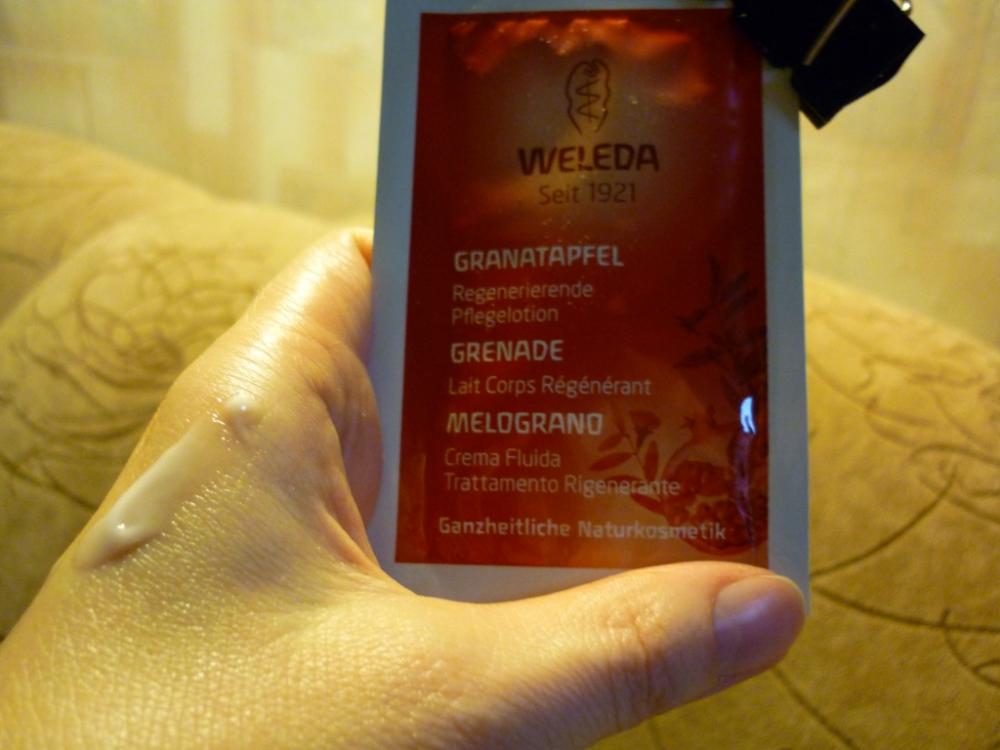 WELEDA
Seit 1921
GRANATAPFEL
Regenerierende
Pflegelotion
GRENADE
Lait Corps Régénérant
MELOGRANO
Crema Fluida
Trattamento Rigenerante
Ganzheitliche Naturkosmetik